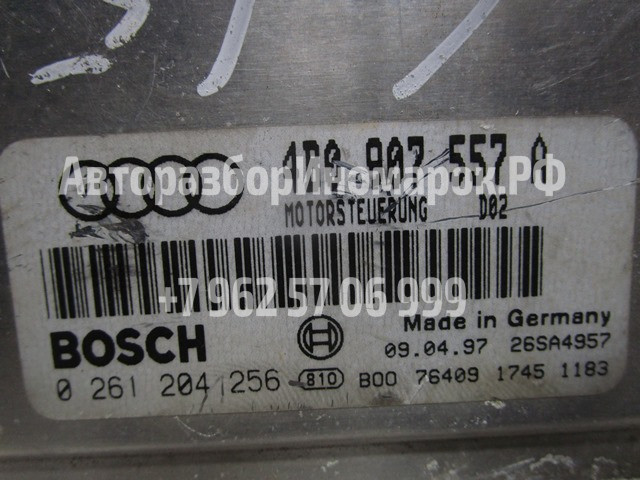 АвторазборИномарок.РФ
907 557 A
MOTORSTEUERUNG D02
+7 962 57 06 999
BOSCH
Made in Germany
09.04.97 26SA4957
0 261 204 256 810 B00 76409 1745 1183